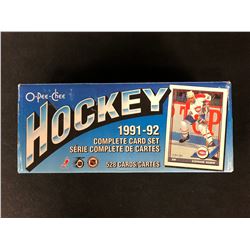 O-Pee-Chee
HOCKEY
1991-92
COMPLETE CARD SET
SÉRIE COMPLÈTE DE CARTES
528 CARDS CARTES